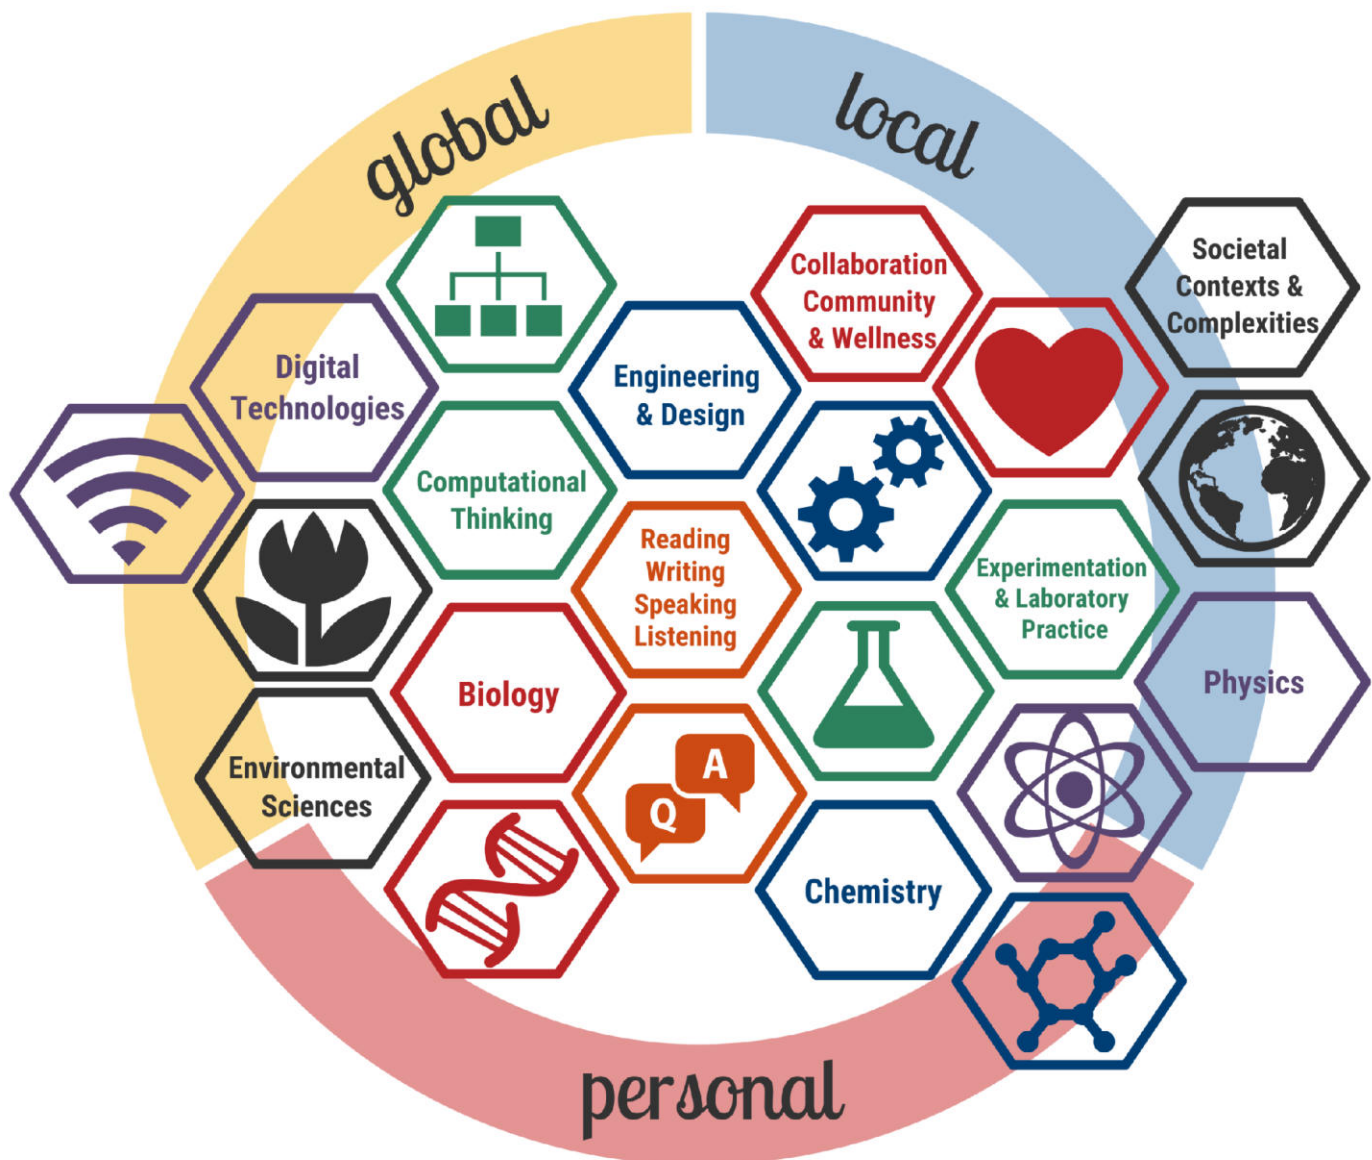 global
local
Societal
Contexts &
Complexities
Collaboration
Community
& Wellness
Digital
Technologies
Engineering
& Design
Computational
Thinking
Reading
Writing
Speaking
Listening
Experimentation
& Laboratory
Practice
Physics
Biology
Environmental
Sciences
A
Q
Chemistry
personal